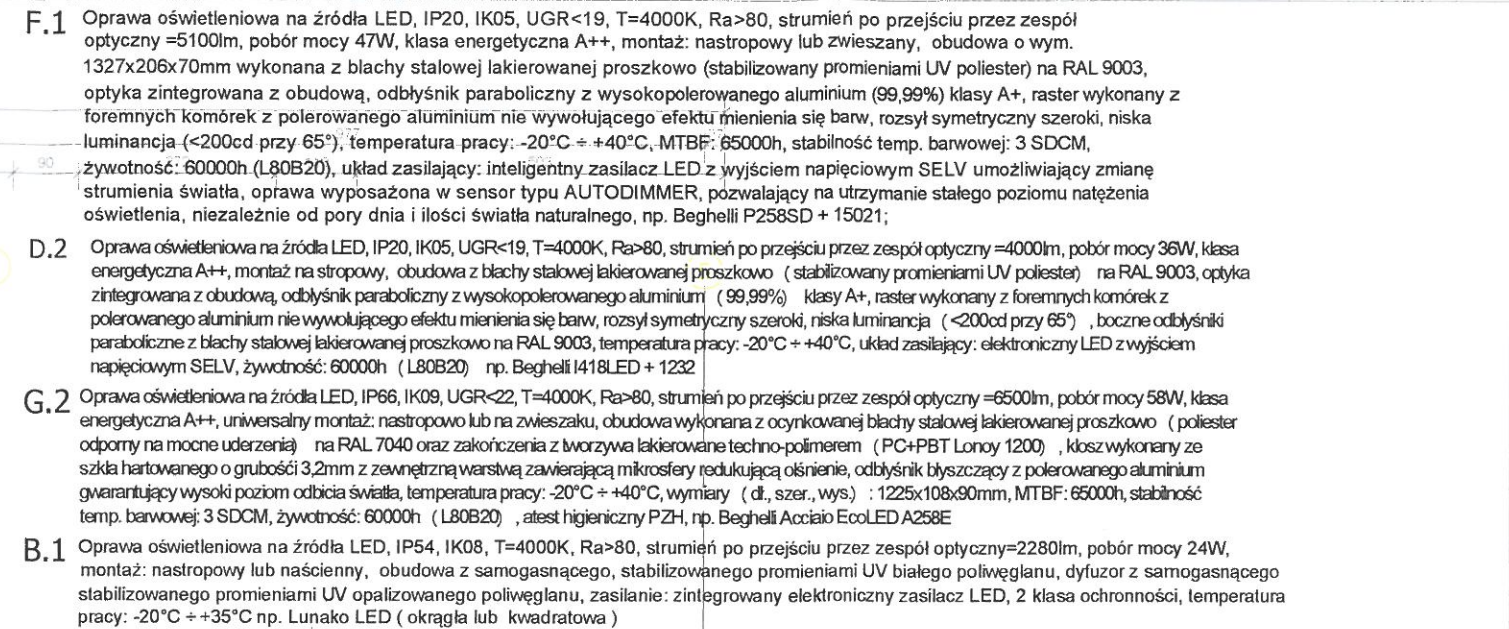 F.1 Oprawa oświetleniowa na źródła LED, IP20, IK05, UGR<19, T=4000K, Ra>80, strumień po przejściu przez zespół
optyczny =5100lm, pobór mocy 47W, klasa energetyczna A++, montaż: nastropowy lub zwieszany, obudowa o wym.
1327x206x70mm wykonana z blachy stalowej lakierowanej proszkowo (stabilizowany promieniami UV poliester) na RAL 9003,
optyka zintegrowana z obudową, odbłyśnik paraboliczny z wysokopolerowanego aluminium (99,99%) klasy A+, raster wykonany z
foremnych komórek z polerowanego aluminium nie wywołującego efektu mienienia się barw, rozsył symetryczny szeroki, niska
luminancja (<200cd przy 65°), temperatura pracy: -20°C ÷ +40°C, MTBF: 65000h, stabilność temp. barwowej: 3 SDCM,
90 żywotność: 60000h (L80B20), układ zasilający: inteligentny zasilacz LED z wyjściem napięciowym SELV umożliwiający zmianę
strumienia światła, oprawa wyposażona w sensor typu AUTODIMMER, pozwalający na utrzymanie stałego poziomu natężenia
oświetlenia, niezależnie od pory dnia i ilości światła naturalnego, np. Beghelli P258SD + 15021;
D.2 Oprawa oświetleniowa na źródła LED, IP20, IK05, UGR<19, T=4000K, Ra>80, strumień po przejściu przez zespół optyczny =4000lm, pobór mocy 36W, klasa
energetyczna A++, montaż na stropowy, obudowa z blachy stalowej lakierowanej proszkowo ( stabilizowany promieniami UV poliester) na RAL 9003, optyka
zintegrowana z obudową, odbłyśnik paraboliczny z wysokopolerowanego aluminium ( 99,99%) klasy A+, raster wykonany z foremnych komórek z
polerowanego aluminium nie wywołującego efektu mienienia się barw, rozsył symetryczny szeroki, niska luminancja ( <200cd przy 65°) , boczne odbłyśniki
paraboliczne z blachy stalowej lakierowanej proszkowo na RAL 9003, temperatura pracy: -20°C ÷ +40°C, układ zasilający: elektroniczny LED z wyjściem
napięciowym SELV, żywotność: 60000h ( L80B20) np. Beghelli I418LED + 1232
G.2 Oprawa oświetleniowa na źródła LED, IP66, IK09, UGR<22, T=4000K, Ra>80, strumień po przejściu przez zespół optyczny =6500lm, pobór mocy 58W, klasa
energetyczna A++, uniwersalny montaż: nastropowo lub na zwieszaku, obudowa wykonana z ocynkowanej blachy stalowej lakierowanej proszkowo ( poliester
odporny na mocne uderzenia) na RAL 7040 oraz zakończenia z tworzywa lakierowane techno-polimerem ( PC+PBT Lonoy 1200) , klosz wykonany ze
szkła hartowanego o grubośći 3,2mm z zewnętrzną warstwą zawierającą mikrosfery redukującą olśnienie, odbłyśnik błyszczący z polerowanego aluminium
gwarantujący wysoki poziom odbicia światła, temperatura pracy: -20°C ÷ +40°C, wymiary ( dł., szer., wys.) : 1225x108x90mm, MTBF: 65000h, stabilność
temp. barwowej: 3 SDCM, żywotność: 60000h ( L80B20) , atest higieniczny PZH, np. Beghelli Acciaio EcoLED A258E
B.1 Oprawa oświetleniowa na źródła LED, IP54, IK08, T=4000K, Ra>80, strumień po przejściu przez zespół optyczny=2280lm, pobór mocy 24W,
montaż: nastropowy lub naścienny, obudowa z samogasnącego, stabilizowanego promieniami UV białego poliwęglanu, dyfuzor z samogasnącego
stabilizowanego promieniami UV opalizowanego poliwęglanu, zasilanie: zintegrowany elektroniczny zasilacz LED, 2 klasa ochronności, temperatura
pracy: -20°C ÷ +35°C np. Lunako LED ( okrągła lub kwadratowa )